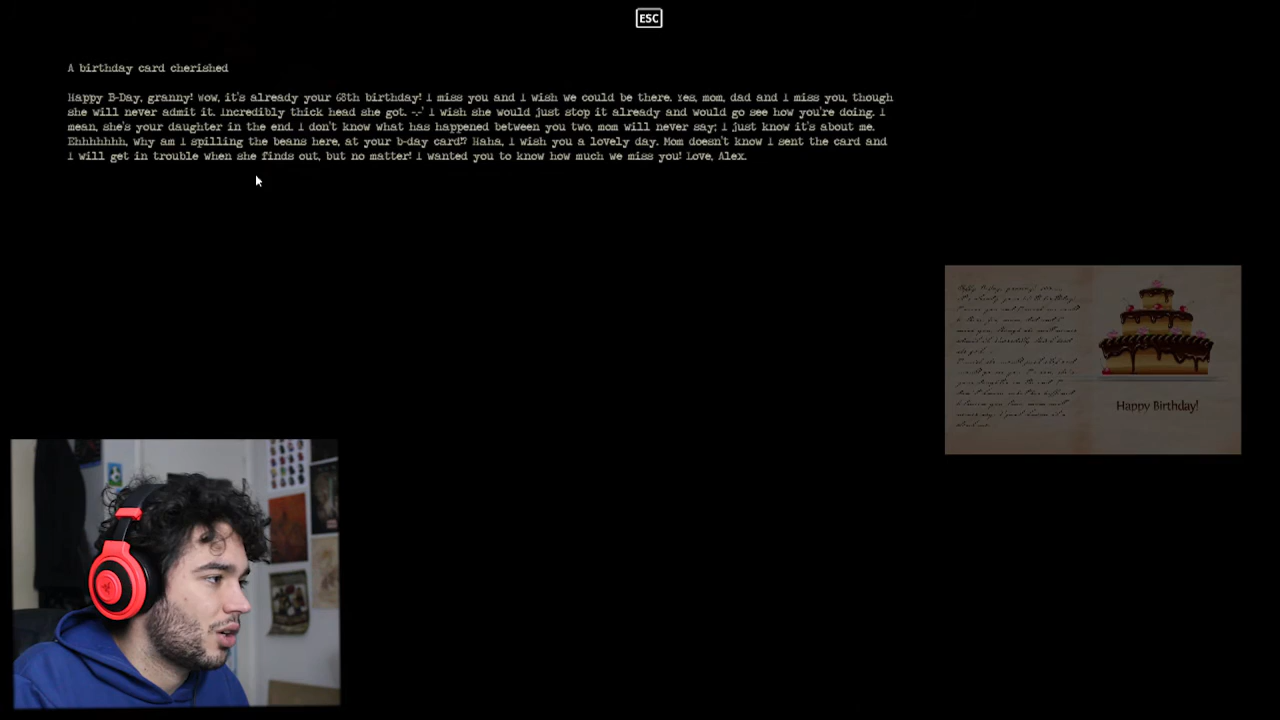 ESC
A birthday card cherished
Happy B-Day, granny! Wow, it's already your 68th birthday! I miss you and I wish we could be there. Yes, mom, dad and I miss you, though
she will never admit it. Incredibly thick head she got. -.-' I wish she would just stop it already and would go see how you're doing. I
mean, she's your daughter in the end. I don't know what has happened between you two, mom will never say; I just know it's about me.
Ehhhhhhh, why am I spilling the beans here, at your b-day card!? Haha, I wish you a lovely day. Mom doesn't know I sent the card and
I will get in trouble when she finds out, but no matter! I wanted you to know how much we miss you! Love, Alex.
Happy Birthday!